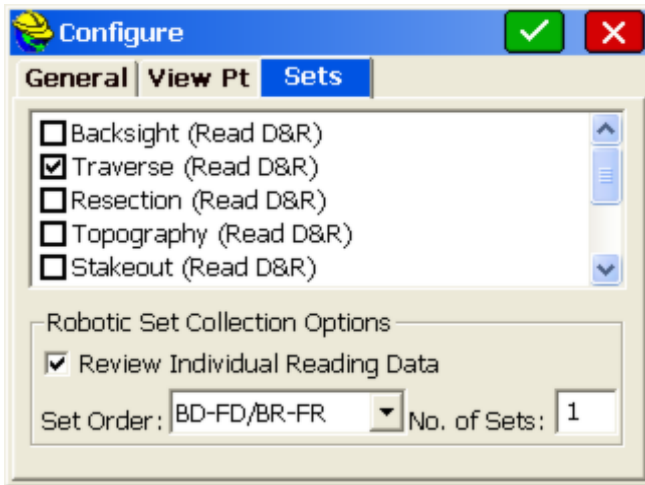 Configure
General View Pt Sets
Backsight (Read D&R)
Traverse (Read D&R)
Resection (Read D&R)
Topography (Read D&R)
Stakeout (Read D&R)
Robotic Set Collection Options
Review Individual Reading Data
Set Order: BD-FD/BR-FR No. of Sets: 1